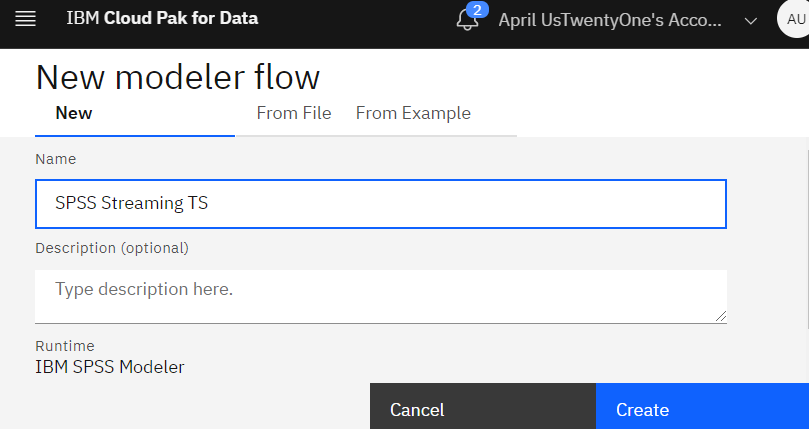 IBM Cloud Pak for Data
2
April UsTwentyOne's Acco...
AU
New modeler flow
New
From File
From Example
Name
SPSS Streaming TS
Description (optional)
Type description here.
Runtime
IBM SPSS Modeler
Cancel
Create